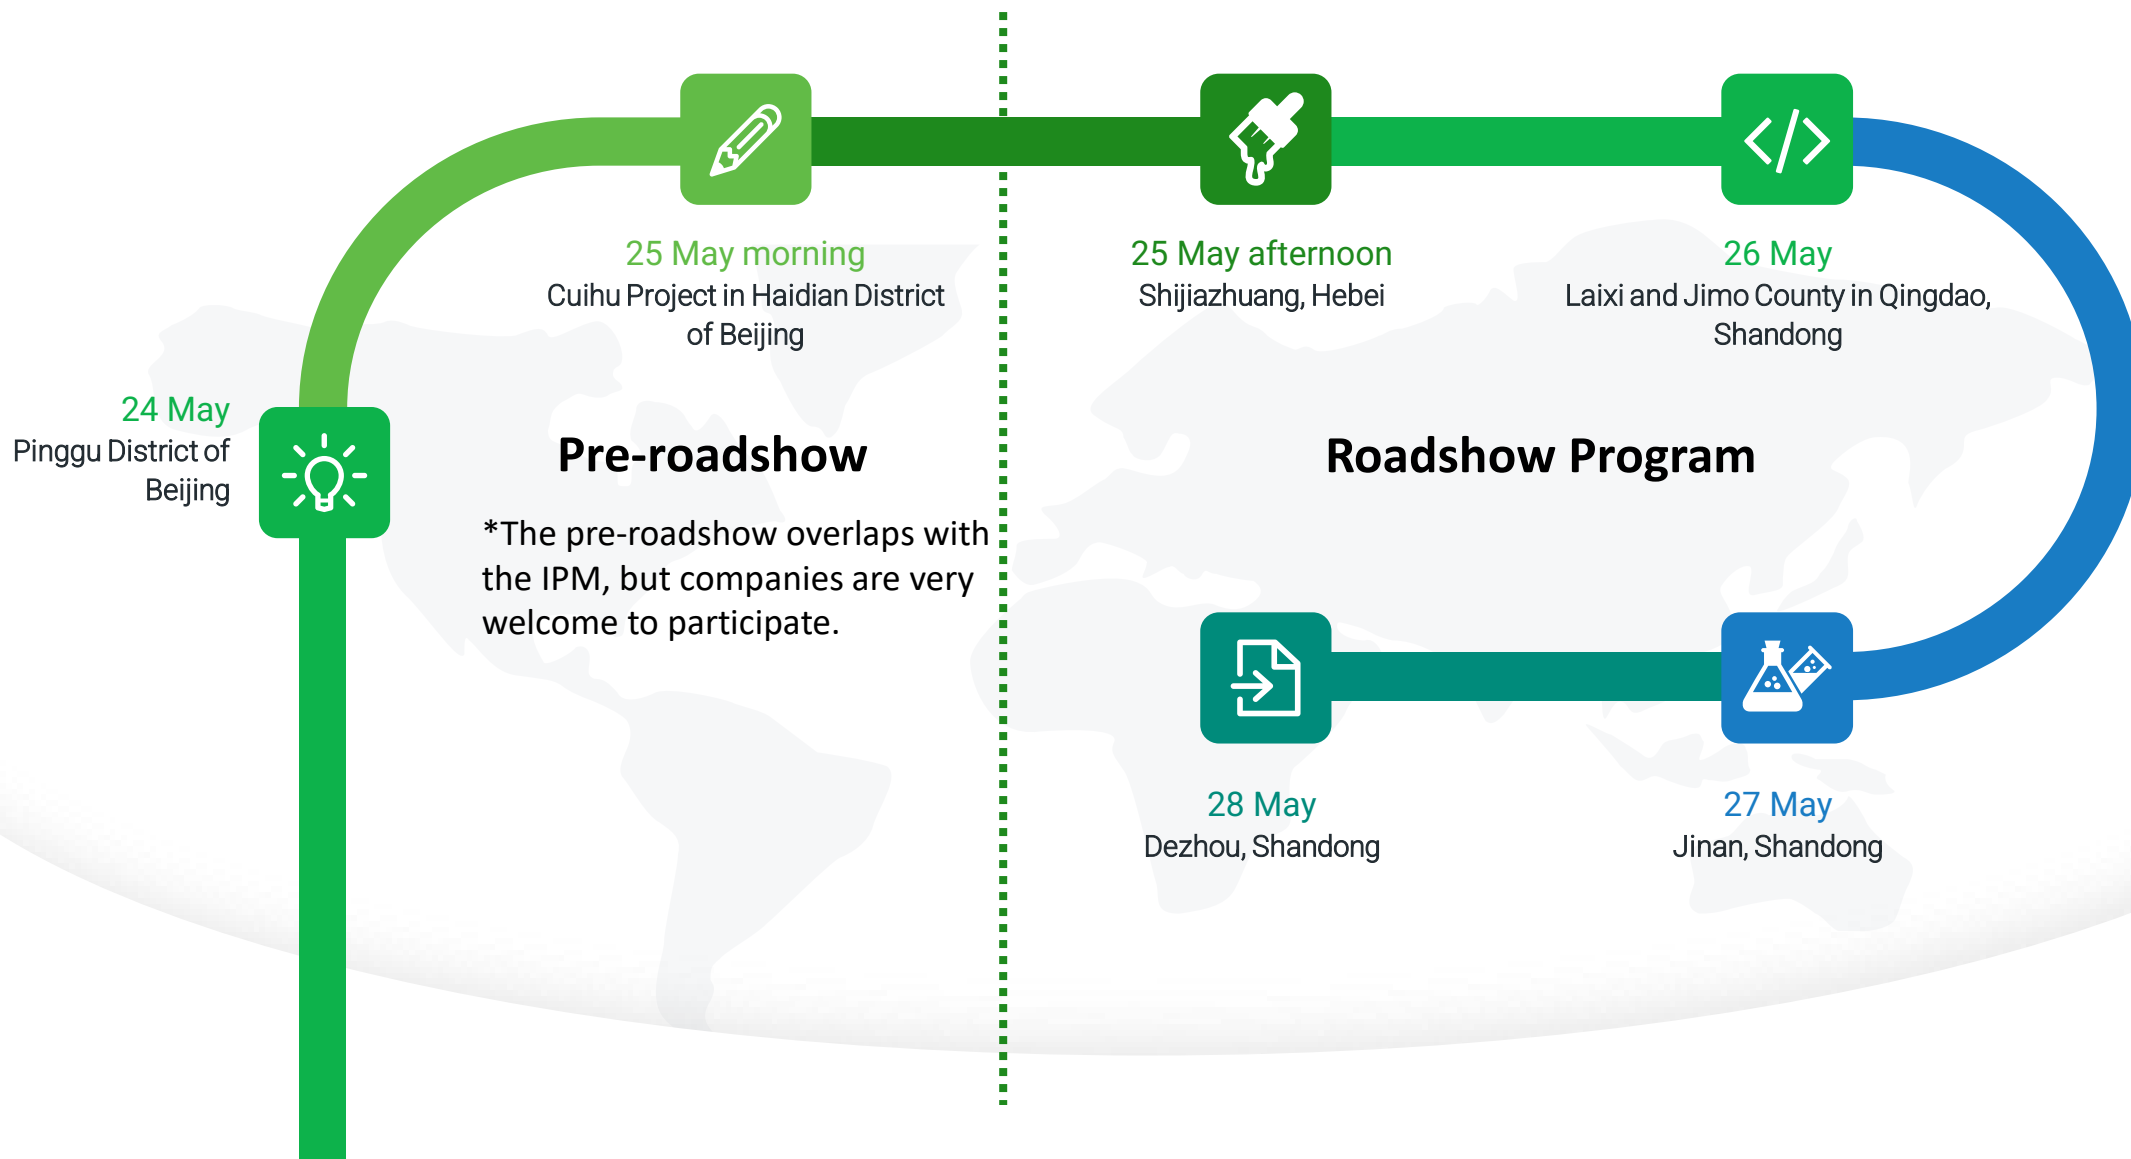 24 May
Pinggu District of
Beijing
25 May morning
Cuihu Project in Haidian District
of Beijing
Pre-roadshow
*The pre-roadshow overlaps with
the IPM, but companies are very
welcome to participate.
25 May afternoon
Shijiazhuang, Hebei
26 May
Laixi and Jimo County in Qingdao,
Shandong
Roadshow Program
27 May
Jinan, Shandong
28 May
Dezhou, Shandong